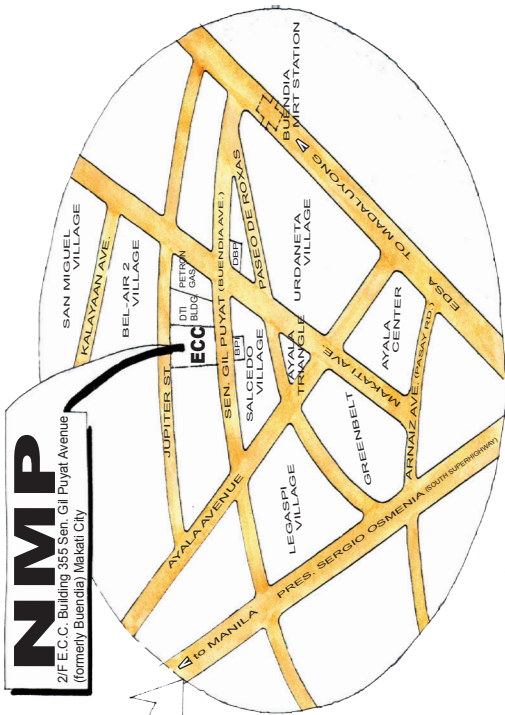 NMP
2/F E.C.C. Building 355 Sen. Gil Puyat Avenue
(formerly Buendia) Makati City
SAN MIGUEL
VILLAGE
KALAYAAN AVE.
BEL-AIR 2
VILLAGE
JUPITER ST.
ECC
DTI
BLDG
PETRON
GAS
SEN. GIL PUYAT (BUENDIA AVE.)
BPI
DBP
SALCEDO
VILLAGE
PASEO DE ROXAS
BUENDIA
MRT STATION
AYALA AVENUE
AYALA
TRIANGLE
URDANETA
VILLAGE
TO MADALUYONG
EDSA
MAKATI AVE.
AYALA
CENTER
LEGASPI
VILLAGE
GREENBELT
ARNAIZ AVE. (PASAY RD.)
to MANILA
PRES. SERGIO OSMENIA (SOUTH SUPERHIGHWAY)